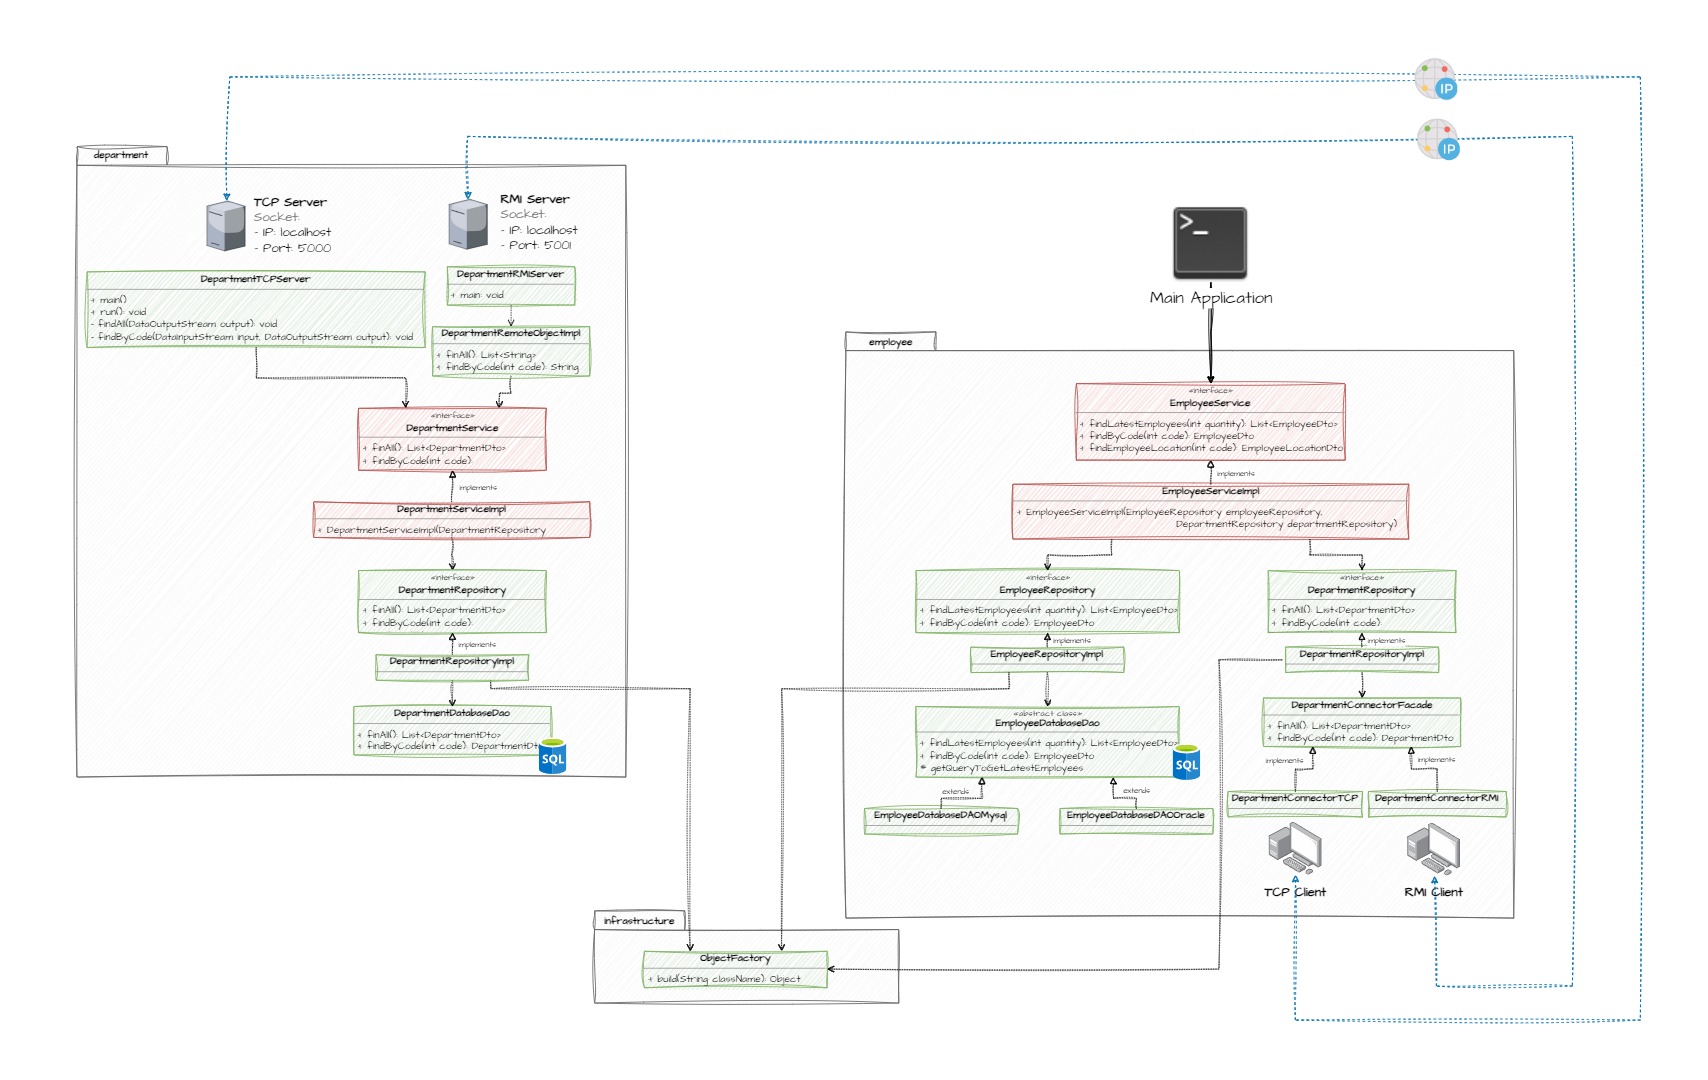 IP
IP
department
TCP Server
Socket:
- IP: localhost
- Port: 5000
RMI Server
Socket:
- IP: localhost
- Port: 5001
DepartmentTCPServer
+ main()
+ run(): void
- findAll(DataOutputStream output): void
- findByCode(DataInputStream input, DataOutputStream output): void
DepartmentRMIServer
+ main: void
DepartmentRemoteObjectImpl
+ finAll(): List<String>
+ findByCode(int code): String
<<interface>>
DepartmentService
+ finAll(): List<DepartmentDto>
+ findByCode(int code):
implements
DepartmentServiceImpl
+ DepartmentServiceImpl(DepartmentRepository
<<interface>>
DepartmentRepository
+ finAll(): List<DepartmentDto>
+ findByCode(int code):
implements
DepartmentRepositoryImpl
DepartmentDatabaseDao
+ finAll(): List<DepartmentDto>
+ findByCode(int code): DepartmentDto
SQL
Main Application
employee
<<interface>>
EmployeeService
+ findLatestEmployees(int quantity): List<EmployeeDto>
+ findByCode(int code): EmployeeDto
+ findEmployeeLocation(int code): EmployeeLocationDto
implements
EmployeeServiceImpl
+ EmployeeServiceImpl(EmployeeRepository employeeRepository,
DepartmentRepository departmentRepository)
<<interface>>
EmployeeRepository
+ findLatestEmployees(int quantity): List<EmployeeDto>
+ findByCode(int code): EmployeeDto
implements
EmployeeRepositoryImpl
<<abstract class>>
EmployeeDatabaseDao
+ findLatestEmployees(int quantity): List<EmployeeDto>
+ findByCode(int code): EmployeeDto
# getQueryToGetLatestEmployees
SQL
extends
extends
EmployeeDatabaseDAOMysql
EmployeeDatabaseDAOOracle
<<interface>>
DepartmentRepository
+ finAll(): List<DepartmentDto>
+ findByCode(int code):
implements
DepartmentRepositoryImpl
DepartmentConnectorFacade
+ finAll(): List<DepartmentDto>
+ findByCode(int code): DepartmentDto
implements
implements
DepartmentConnectorTCP
DepartmentConnectorRMI
TCP Client
RMI Client
infrastructure
ObjectFactory
+ build(String className): Object